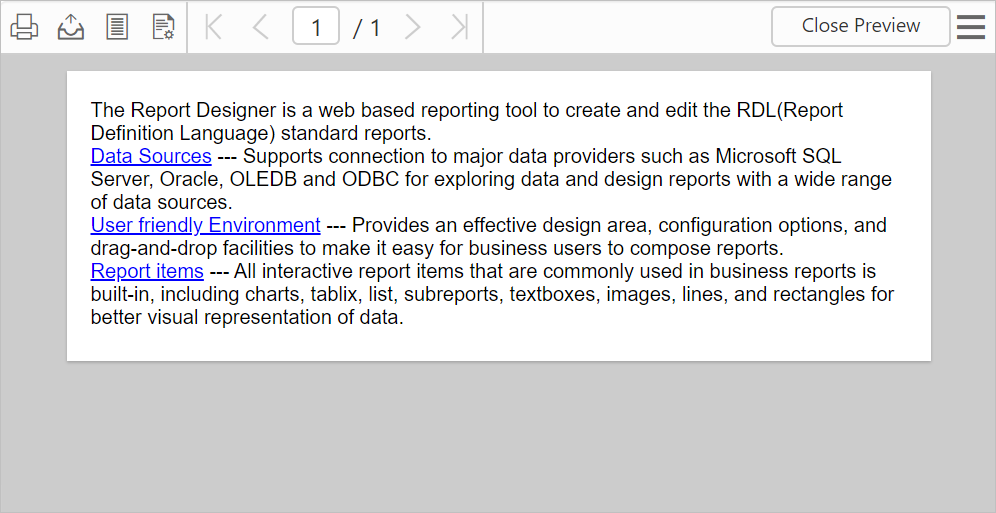 1 / 1 Close Preview
The Report Designer is a web based reporting tool to create and edit the RDL(Report
Definition Language) standard reports.
Data Sources --- Supports connection to major data providers such as Microsoft SQL
Server, Oracle, OLEDB and ODBC for exploring data and design reports with a wide range
of data sources.
User friendly Environment --- Provides an effective design area, configuration options, and
drag-and-drop facilities to make it easy for business users to compose reports.
Report items --- All interactive report items that are commonly used in business reports is
built-in, including charts, tablix, list, subreports, textboxes, images, lines, and rectangles for
better visual representation of data.